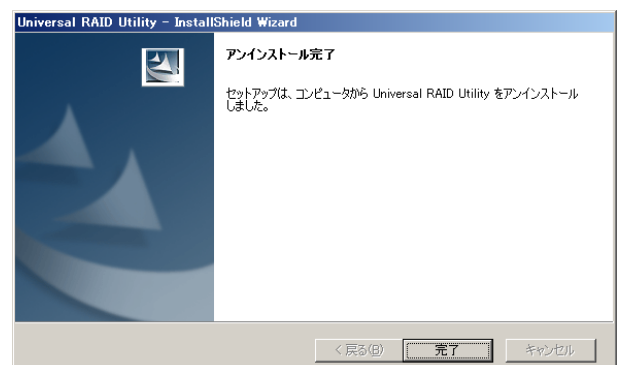 Universal RAID Utility - InstallShield Wizard
アンインストール完了
セットアップは、コンピュータから Universal RAID Utility をアンインストール
しました。
< 戻る(B)
完了
キャンセル